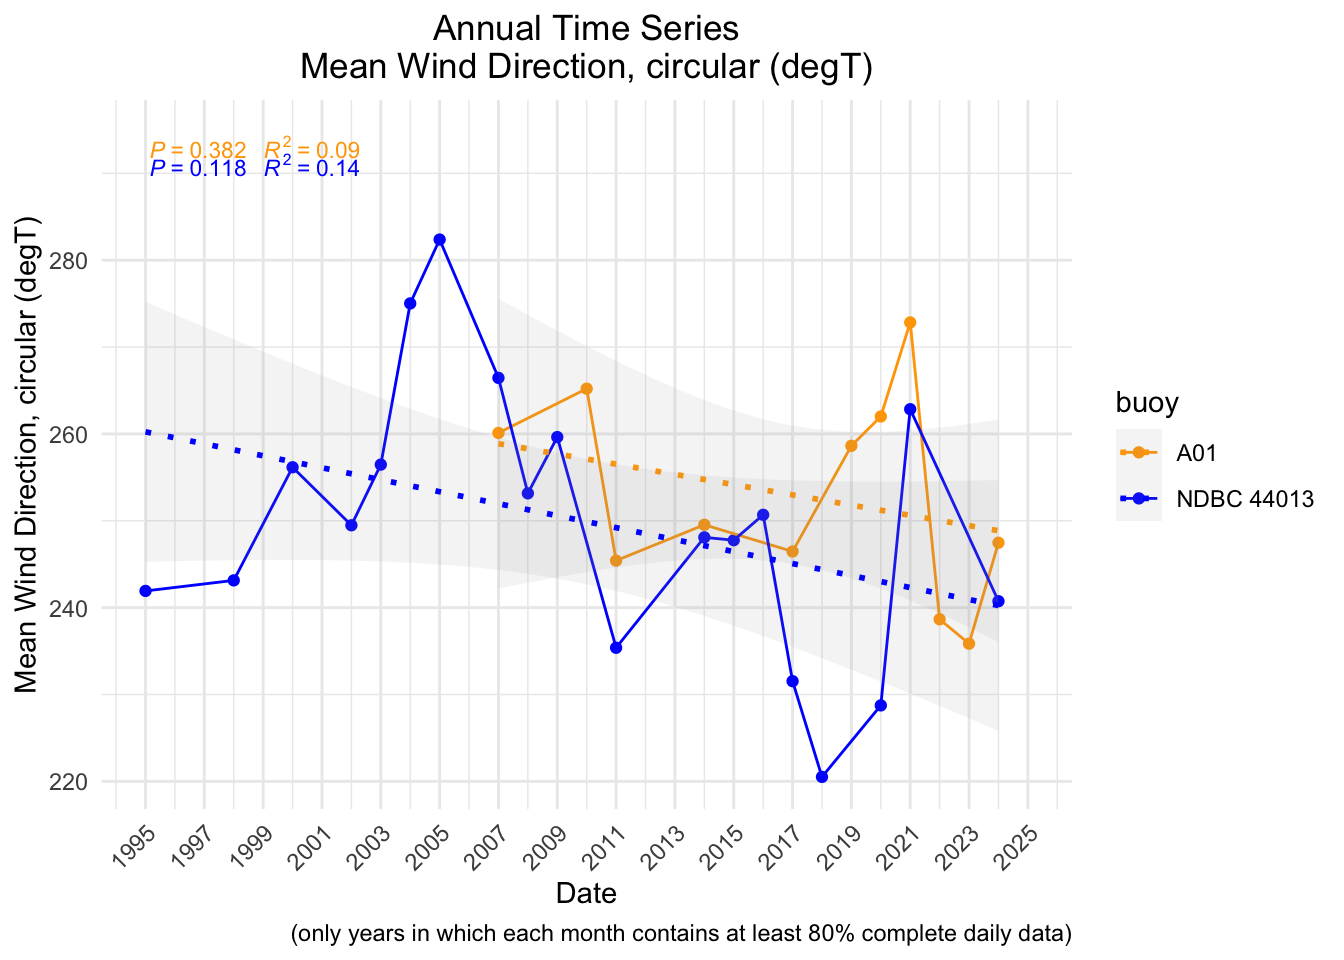 Annual Time Series
Mean Wind Direction, circular (degT)
P = 0.382 R² = 0.09
P = 0.118 R² = 0.14
Mean Wind Direction, circular (degT)
280
260
240
220
1995 1997 1999 2001 2003 2005 2007 2009 2011 2013 2015 2017 2019 2021 2023 2025
Date
(only years in which each month contains at least 80% complete daily data)
buoy
A01
NDBC 44013